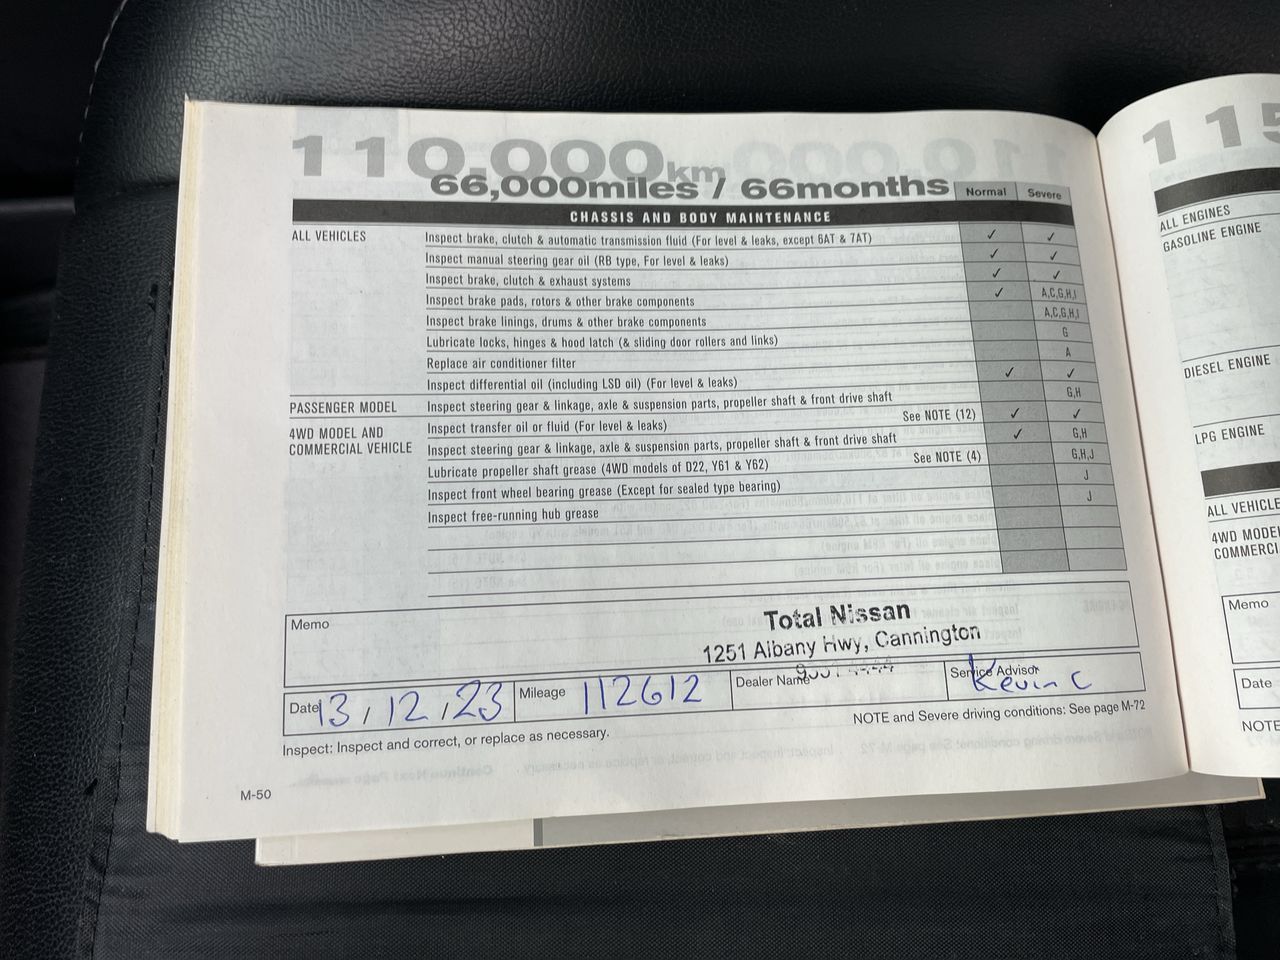 110,000km
66,000miles / 66months
Normal Severe
CHASSIS AND BODY MAINTENANCE
ALL VEHICLES Inspect brake, clutch & automatic transmission fluid (For level & leaks, except 6AT & 7AT) ✓ ✓
Inspect manual steering gear oil (RB type, For level & leaks) ✓ ✓
Inspect brake, clutch & exhaust systems ✓ ✓
Inspect brake pads, rotors & other brake components ✓ A,C,G,H,I
Inspect brake linings, drums & other brake components A,C,G,H,I
Lubricate locks, hinges & hood latch (& sliding door rollers and links) G
Replace air conditioner filter A
Inspect differential oil (including LSD oil) (For level & leaks) ✓ ✓
PASSENGER MODEL Inspect steering gear & linkage, axle & suspension parts, propeller shaft & front drive shaft G,H
4WD MODEL AND COMMERCIAL VEHICLE Inspect transfer oil or fluid (For level & leaks) See NOTE (12) ✓ ✓
Inspect steering gear & linkage, axle & suspension parts, propeller shaft & front drive shaft ✓ G,H
Lubricate propeller shaft grease (4WD models of D22, Y61 & Y62) See NOTE (4) G,H,J
Inspect front wheel bearing grease (Except for sealed type bearing) J
Inspect free-running hub grease J
Memo
Total Nissan
1251 Albany Hwy, Cannington
Date 13 / 12 / 23 Mileage 112612 Dealer Name Service Advisor Kevin C
Inspect: Inspect and correct, or replace as necessary.
NOTE and Severe driving conditions: See page M-72
M-50
115
ALL ENGINES
GASOLINE ENGINE
DIESEL ENGINE
LPG ENGINE
ALL VEHICLE
4WD MODE
COMMERCI
Memo
Date
NOTE